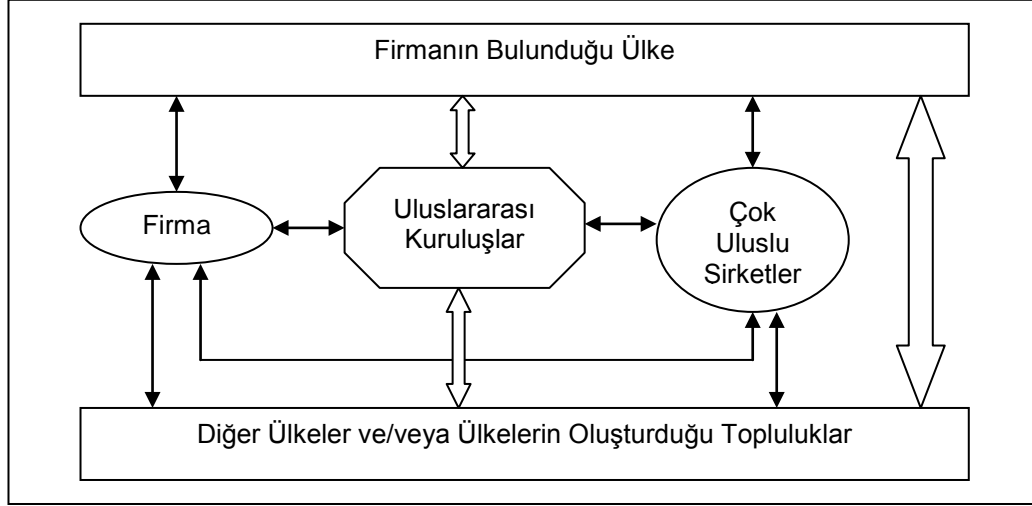 Firmanın Bulunduğu Ülke
Firma
Uluslararası
Kuruluşlar
Çok
Uluslu
Sirketler
Diğer Ülkeler ve/veya Ülkelerin Oluşturduğu Topluluklar